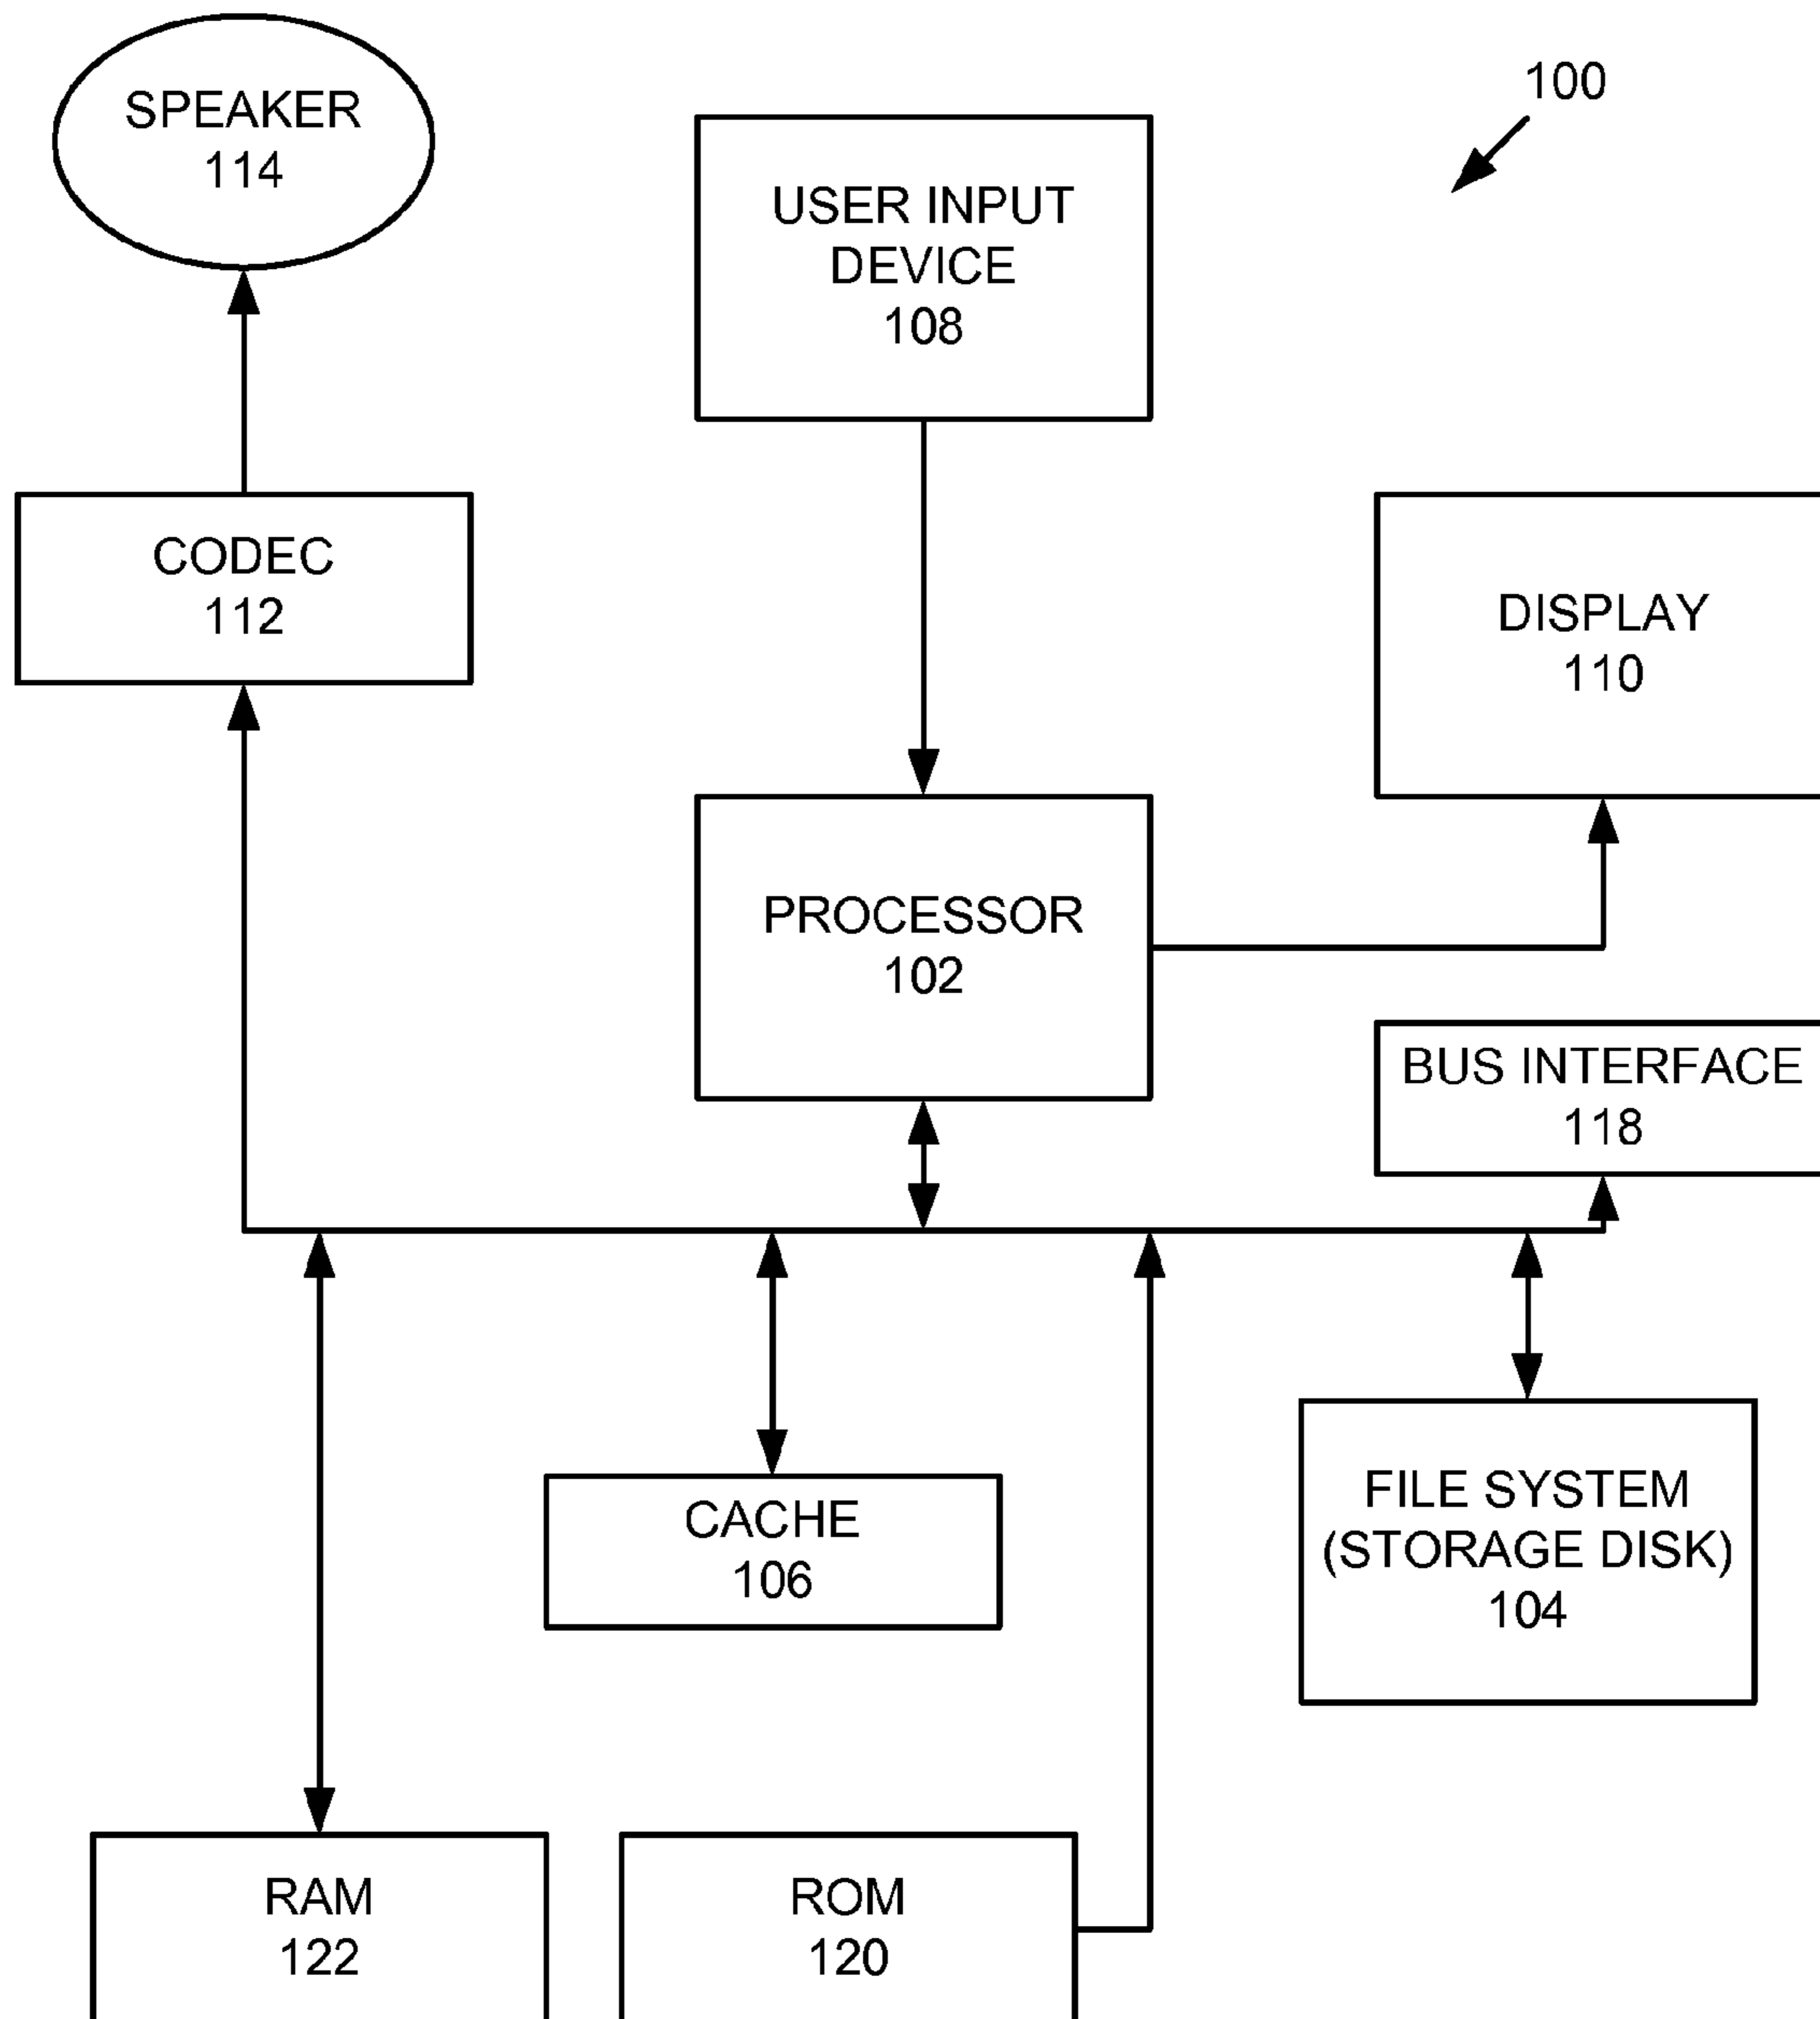 SPEAKER
114
100
USER INPUT
DEVICE
108
CODEC
112
DISPLAY
110
PROCESSOR
102
BUS INTERFACE
118
CACHE
106
FILE SYSTEM
(STORAGE DISK)
104
RAM
122
ROM
120